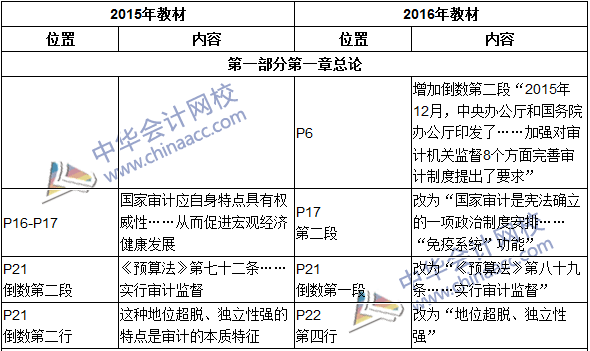 2015年教材 2016年教材
位置 内容 位置 内容
第一部分第一章总论
P6
增加倒数第二段“2015年
12月，中央办公厅和国务院
办公厅印发了……加强对审
计机关监督8个方面完善审
计制度提出了要求”
P16-P17
国家审计应自身特点具有权
威性……从而促进宏观经济
健康发展
P17
第二段
改为“国家审计是宪法确立
的一项政治制度安排……
“免疫系统”功能”
P21
倒数第二段
《预算法》第七十二条……
实行审计监督
P21
倒数第一段
改为“《预算法》第八十九
条……实行审计监督”
P21
倒数第二行
这种地位超脱、独立性强的
特点是审计的本质特征
P22
第四行
改为“地位超脱、独立性
强”
中华会计网校
www.chinaacc.com
中华会计网校
www.chinaacc.com